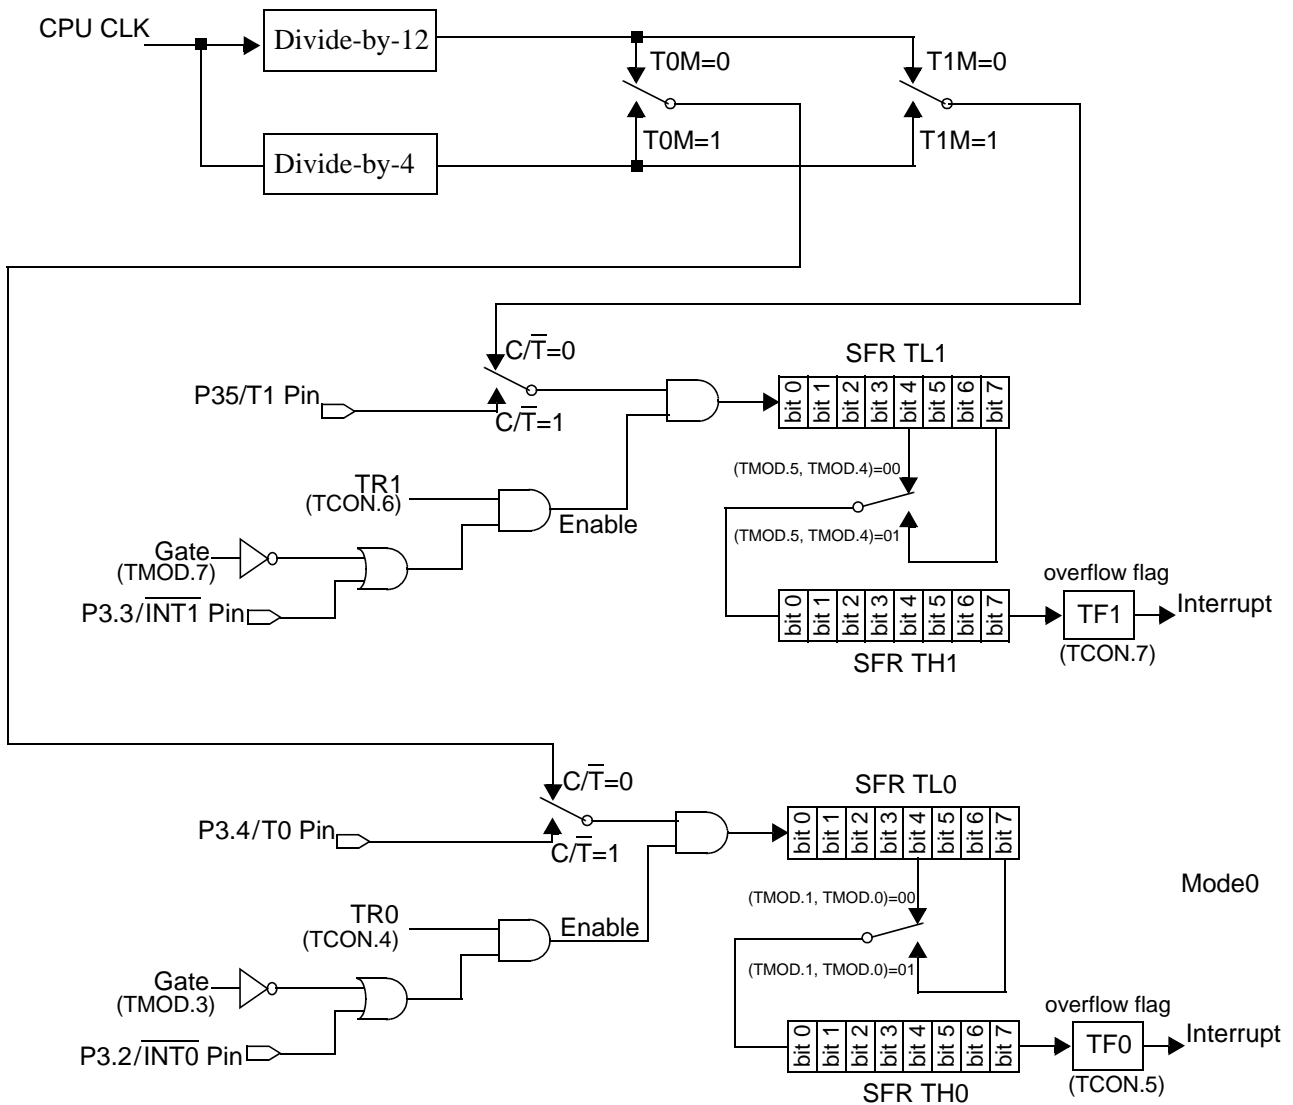 CPU CLK
Divide-by-12
T0M=0
T1M=0
T0M=1
T1M=1
Divide-by-4
C/T̅=0
SFR TL1
P35/T1 Pin
bit 0 bit 1 bit 2 bit 3 bit 4 bit 5 bit 6 bit 7
C/T̅=1
(TMOD.5, TMOD.4)=00
TR1
(TCON.6)
Enable
(TMOD.5, TMOD.4)=01
Gate
(TMOD.7)
overflow flag
P3.3/I̅N̅T̅1̅ Pin
bit 0 bit 1 bit 2 bit 3 bit 4 bit 5 bit 6 bit 7
TF1
Interrupt
SFR TH1
(TCON.7)
C/T̅=0
SFR TL0
P3.4/T0 Pin
bit 0 bit 1 bit 2 bit 3 bit 4 bit 5 bit 6 bit 7
C/T̅=1
Mode0
(TMOD.1, TMOD.0)=00
TR0
(TCON.4)
Enable
(TMOD.1, TMOD.0)=01
Gate
(TMOD.3)
overflow flag
P3.2/I̅N̅T̅0̅ Pin
bit 0 bit 1 bit 2 bit 3 bit 4 bit 5 bit 6 bit 7
TF0
Interrupt
SFR TH0
(TCON.5)